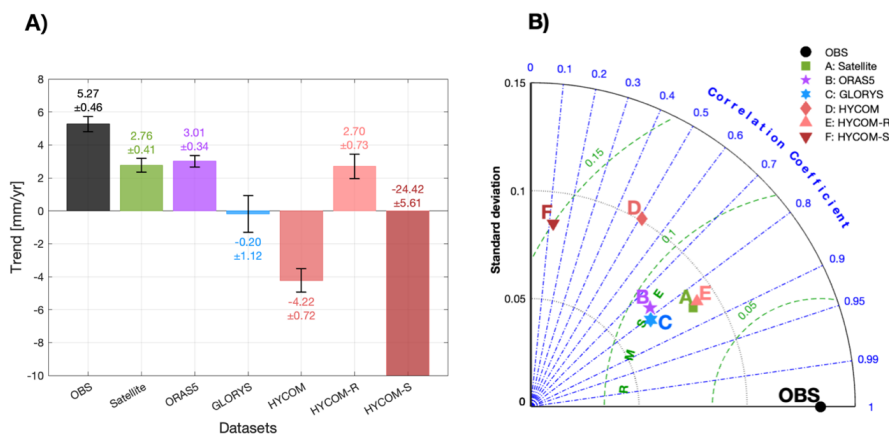 A)
8
6
4
2
0
-2
-4
-6
-8
-10
Trend [mm/yr]
5.27
±0.46
2.76
±0.41
3.01
±0.34
-0.20
±1.12
-4.22
±0.72
2.70
±0.73
-24.42
±5.61
OBS
Satellite
ORAS5
GLORYS
HYCOM
HYCOM-R
HYCOM-S
Datasets
B)
OBS
A: Satellite
B: ORAS5
C: GLORYS
D: HYCOM
E: HYCOM-R
F: HYCOM-S
0.15
0.1
0.05
0
Standard deviation
0
0.1
0.2
0.3
0.4
0.5
0.6
0.7
0.8
0.9
0.95
0.99
1
Correlation Coefficient
0.15
0.1
0.05
R M S E
F
D
B
C
A
E
OBS